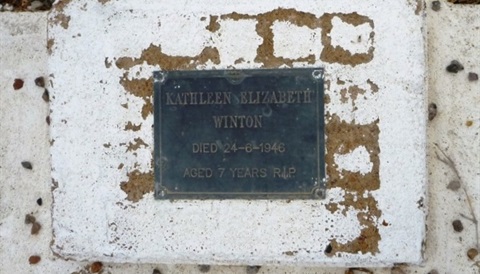 KATHLEEN ELIZABETH
WINTON
DIED 24-6-1946
AGED 7 YEARS R.I.P.